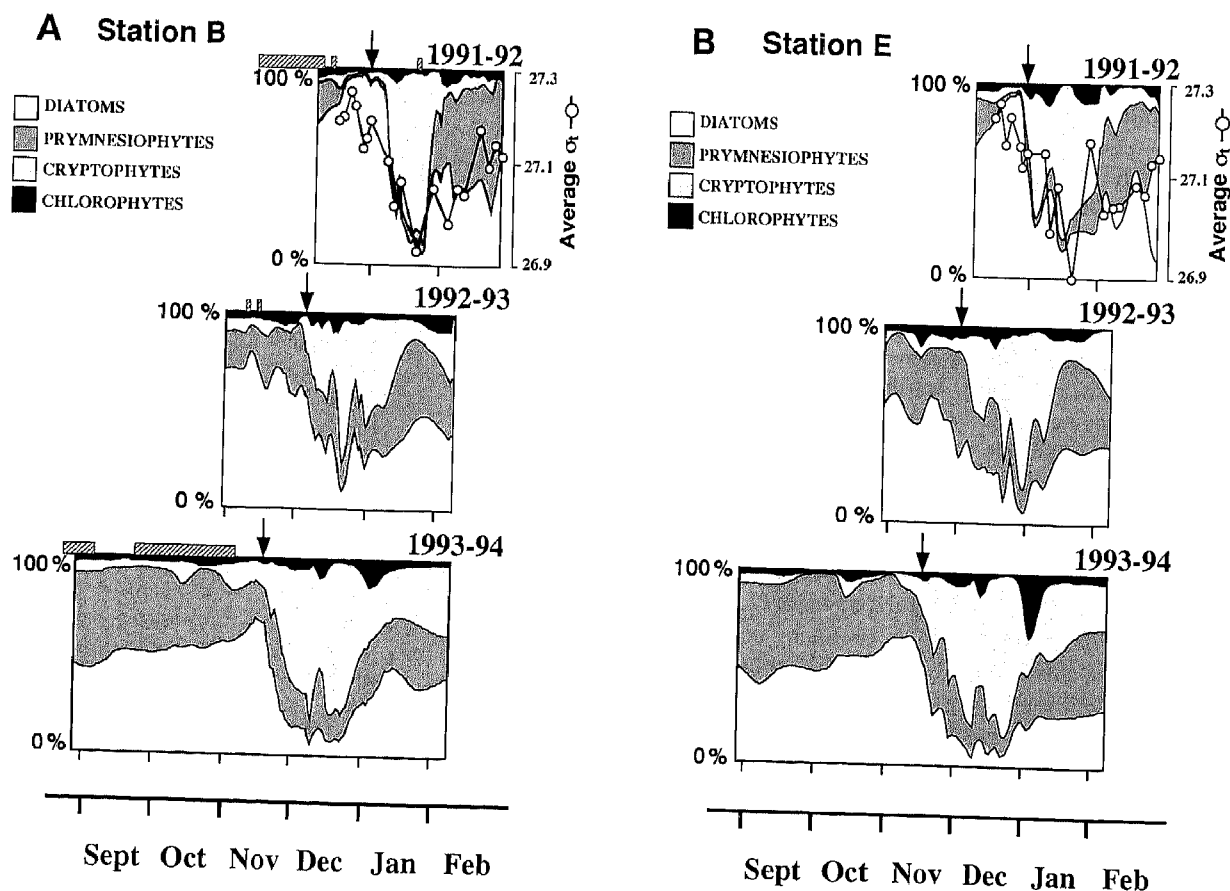 A Station B
1991-92
100 %
27.3
DIATOMS
PRYMNESIOPHYTES
CRYPTOPHYTES
CHLOROPHYTES
27.1
Average σt
0 %
26.9
1992-93
100 %
0 %
1993-94
100 %
0 %
Sept Oct Nov Dec Jan Feb
B Station E
1991-92
100 %
27.3
DIATOMS
PRYMNESIOPHYTES
CRYPTOPHYTES
CHLOROPHYTES
27.1
Average σt
0 %
26.9
1992-93
100 %
0 %
1993-94
100 %
0 %
Sept Oct Nov Dec Jan Feb